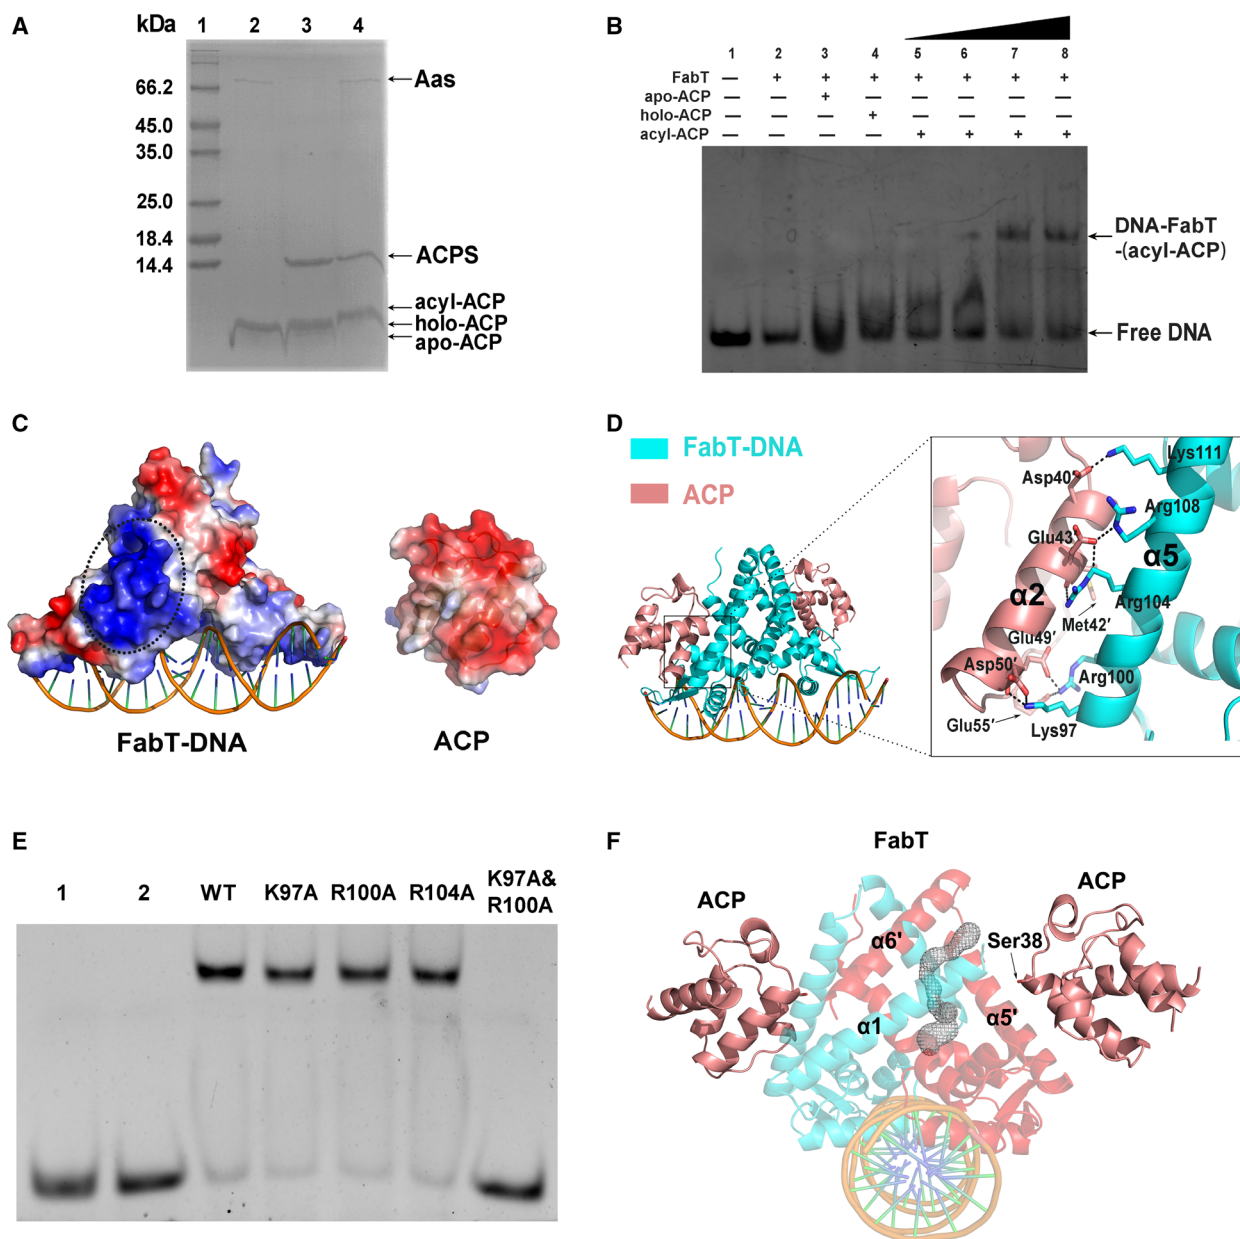 A
kDa 1 2 3 4
66.2
45.0
35.0
25.0
18.4
14.4
Aas
ACPS
acyl-ACP
holo-ACP
apo-ACP
B
1 2 3 4 5 6 7 8
FabT — + + + + + + +
apo-ACP — — + — — — — —
holo-ACP — — — + — — — —
acyl-ACP — — — — + + + +
DNA-FabT
-(acyl-ACP)
Free DNA
C
FabT-DNA
ACP
D
FabT-DNA
ACP
Lys111
Asp40'
Arg108
Glu43'
α5
α2
Arg104
Met42'
Glu49'
Asp50'
Arg100
Glu55'
Lys97
E
1 2 WT K97A R100A R104A K97A&
R100A
F
FabT
ACP
ACP
α6'
Ser38
α1
α5'